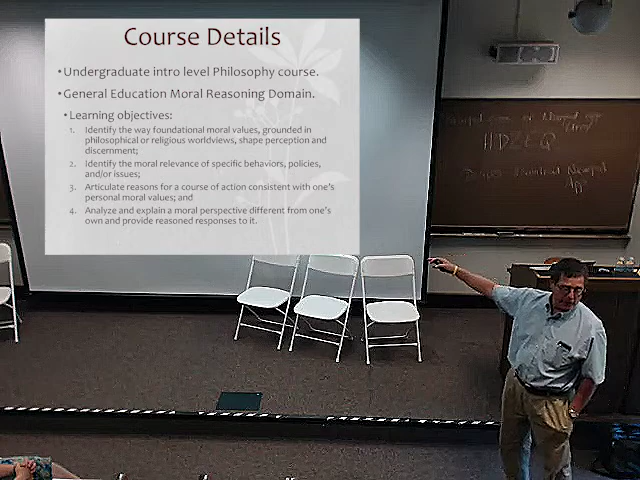 Course Details
•Undergraduate intro level Philosophy course.
•General Education Moral Reasoning Domain.
•Learning objectives:
1. Identify the way foundational moral values, grounded in
philosophical or religious worldviews, shape perception and
discernment;
2. Identify the moral relevance of specific behaviors, policies,
and/or issues;
3. Articulate reasons for a course of action consistent with one's
personal moral values; and
4. Analyze and explain a moral perspective different from one's
own and provide reasoned responses to it.